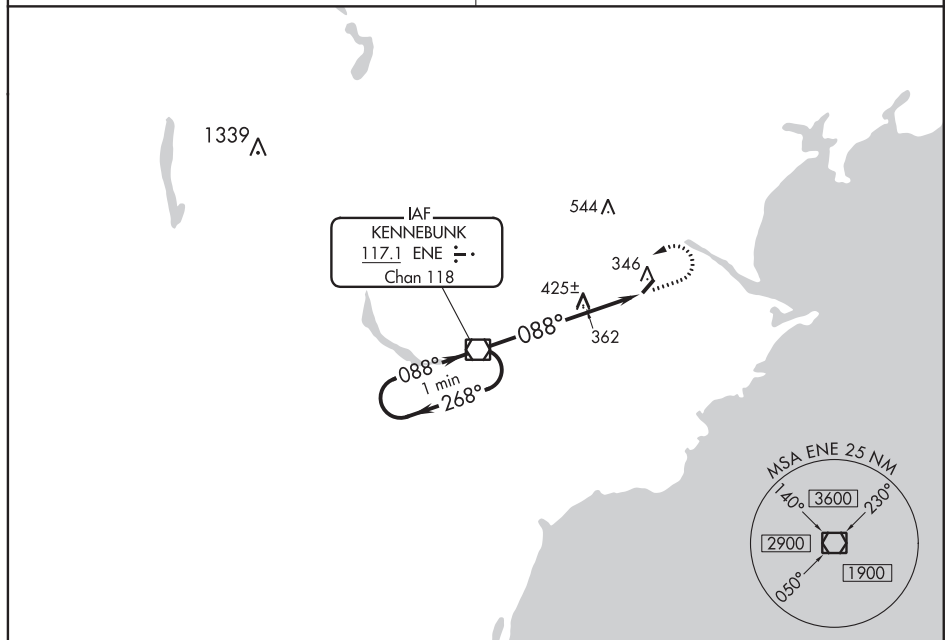 1339
IAF
KENNEBUNK
117.1 ENE
Chan 118
544
346
425±
362
088°
088°
1 min
268°
MSA ENE 25 NM
140°
3600
230°
2900
1900
050°